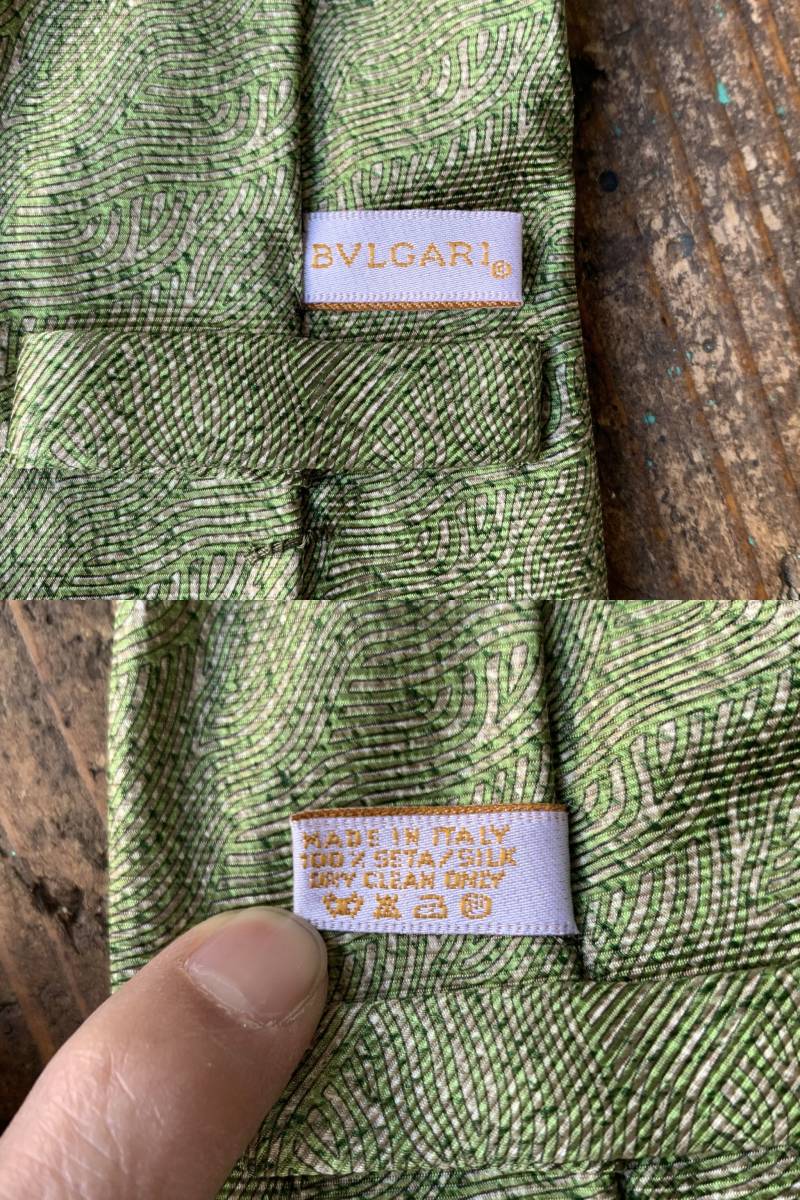 BVLGARI®
MADE IN ITALY
100% SETA/SILK
DRY CLEAN ONLY